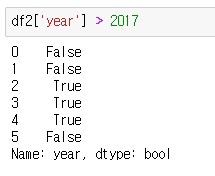 df2['year'] > 2017
0    False
1    False
2     True
3     True
4     True
5    False
Name: year, dtype: bool